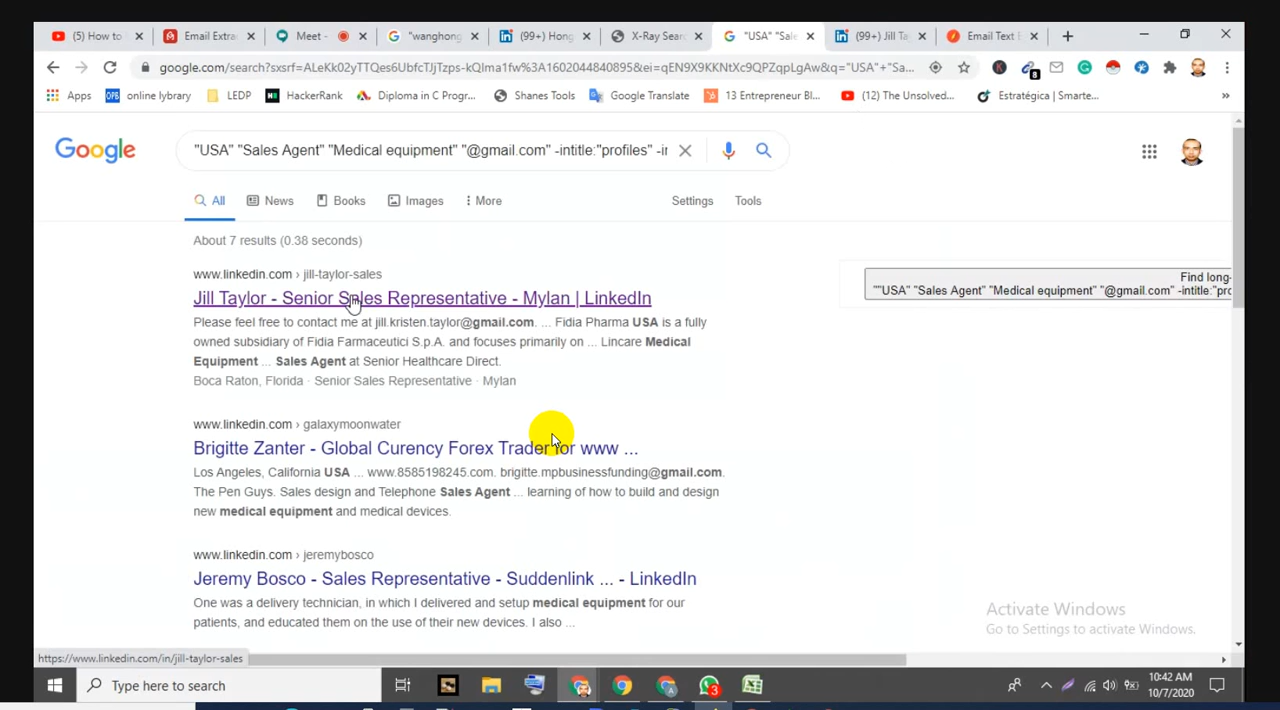 (5) How to
Email Extra
Meet -
"wanghong
(99+) Hong
X-Ray Sear
"USA" "Sal
(99+) Jill Ta
Email Text E
google.com/search?sxsrf=ALeKk02yTTQes6UbfcTJjTzps-kQIma1fw%3A1602044840895&ei=qEN9X9KKNtXc9QPZqpLgAw&q="USA"+"Sa...
8
Apps
online lybrary
LEDP
HackerRank
Diploma in C Progr...
Shanes Tools
Google Translate
13 Entrepreneur Bl...
(12) The Unsolved...
Estratégica | Smarte...
»
Google
"USA" "Sales Agent" "Medical equipment" "@gmail.com" -intitle:"profiles" -ir
All
News
Books
Images
More
Settings
Tools
About 7 results (0.38 seconds)
www.linkedin.com › jill-taylor-sales
Jill Taylor - Senior Sales Representative - Mylan | LinkedIn
Please feel free to contact me at jill.kristen.taylor@gmail.com. ... Fidia Pharma USA is a fully
owned subsidiary of Fidia Farmaceutici S.p.A. and focuses primarily on ... Lincare Medical
Equipment ... Sales Agent at Senior Healthcare Direct.
Boca Raton, Florida · Senior Sales Representative · Mylan
Find long-
""USA" "Sales Agent" "Medical equipment" "@gmail.com" -intitle:"pro
www.linkedin.com › galaxymoonwater
Brigitte Zanter - Global Curency Forex Trader for www ...
Los Angeles, California USA ... www.8585198245.com. brigitte.mpbusinessfunding@gmail.com.
The Pen Guys. Sales design and Telephone Sales Agent ... learning of how to build and design
new medical equipment and medical devices.
www.linkedin.com › jeremybosco
Jeremy Bosco - Sales Representative - Suddenlink ... - LinkedIn
One was a delivery technician, in which I delivered and setup medical equipment for our
patients, and educated them on the use of their new devices. I also ...
Activate Windows
Go to Settings to activate Windows.
https://www.linkedin.com/in/jill-taylor-sales
Type here to search
3
10:42 AM
10/7/2020